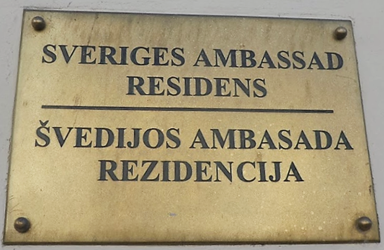 SVERIGES AMBASSAD
RESIDENS
ŠVEDIJOS AMBASADA
REZIDENCIJA